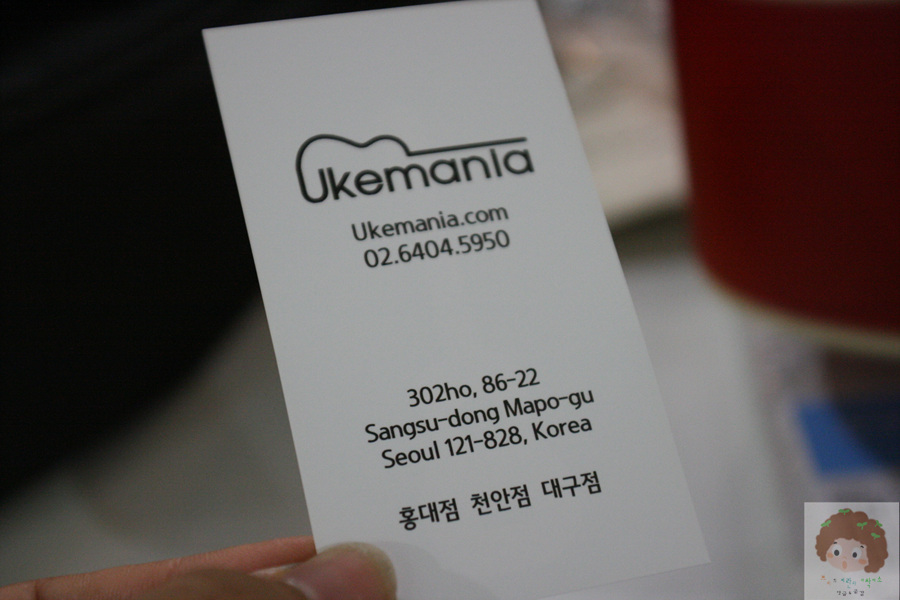 Ukemania
Ukemania.com
02.6404.5950
302ho, 86-22
Sangsu-dong Mapo-gu
Seoul 121-828, Korea
홍대점 천안점 대구점